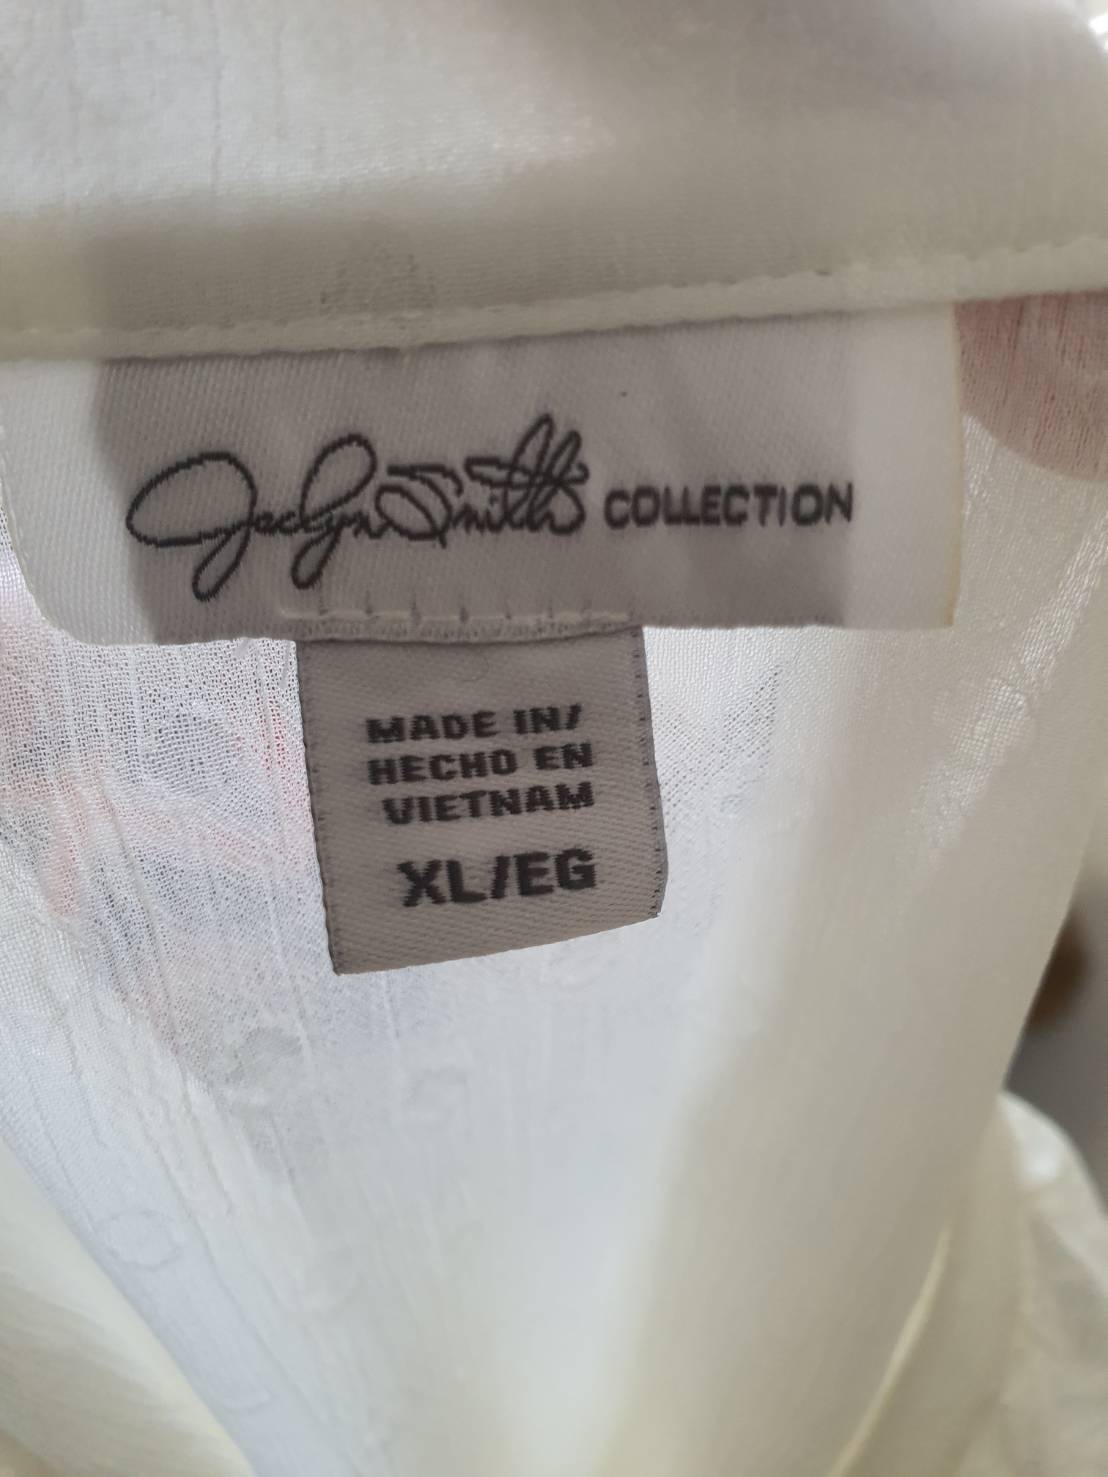 Jaclyn Smith COLLECTION
MADE IN/
HECHO EN
VIETNAM
XL/EG